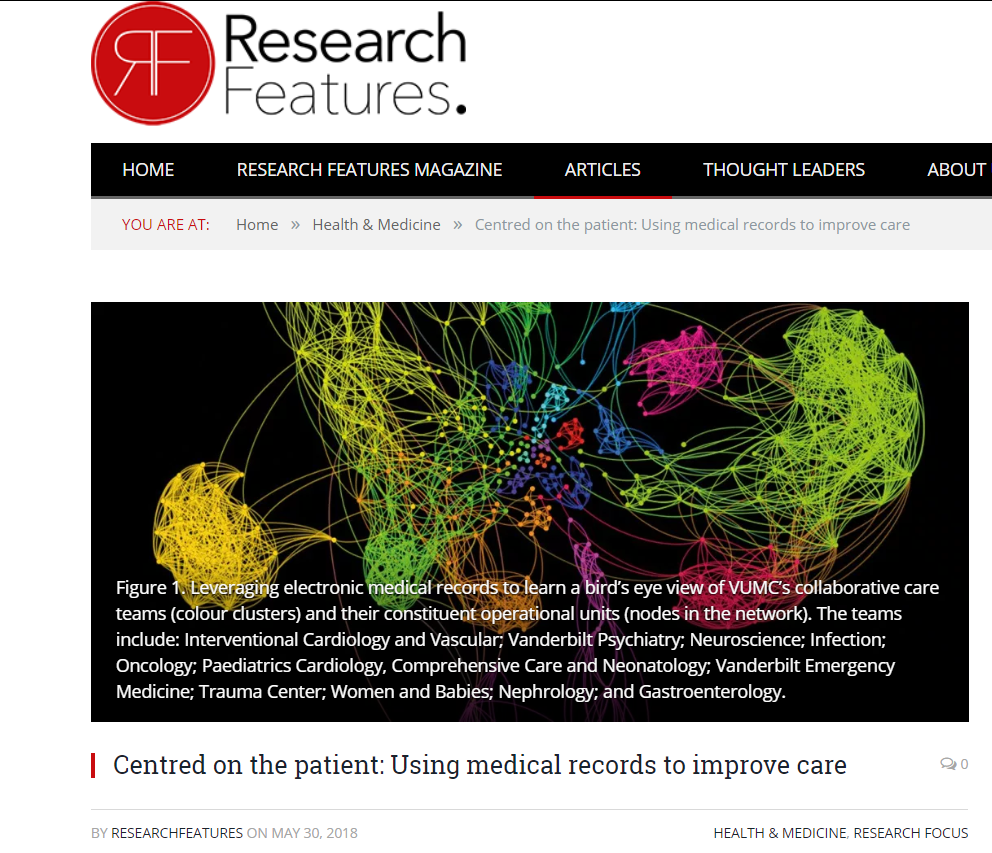 RF Research
Features.
HOME RESEARCH FEATURES MAGAZINE ARTICLES THOUGHT LEADERS ABOUT
YOU ARE AT: Home » Health & Medicine » Centred on the patient: Using medical records to improve care
Figure 1. Leveraging electronic medical records to learn a bird's eye view of VUMC's collaborative care
teams (colour clusters) and their constituent operational units (nodes in the network). The teams
include: Interventional Cardiology and Vascular; Vanderbilt Psychiatry; Neuroscience; Infection;
Oncology; Paediatrics Cardiology, Comprehensive Care and Neonatology; Vanderbilt Emergency
Medicine; Trauma Center; Women and Babies; Nephrology; and Gastroenterology.
Centred on the patient: Using medical records to improve care 0
BY RESEARCHFEATURES ON MAY 30, 2018 HEALTH & MEDICINE, RESEARCH FOCUS